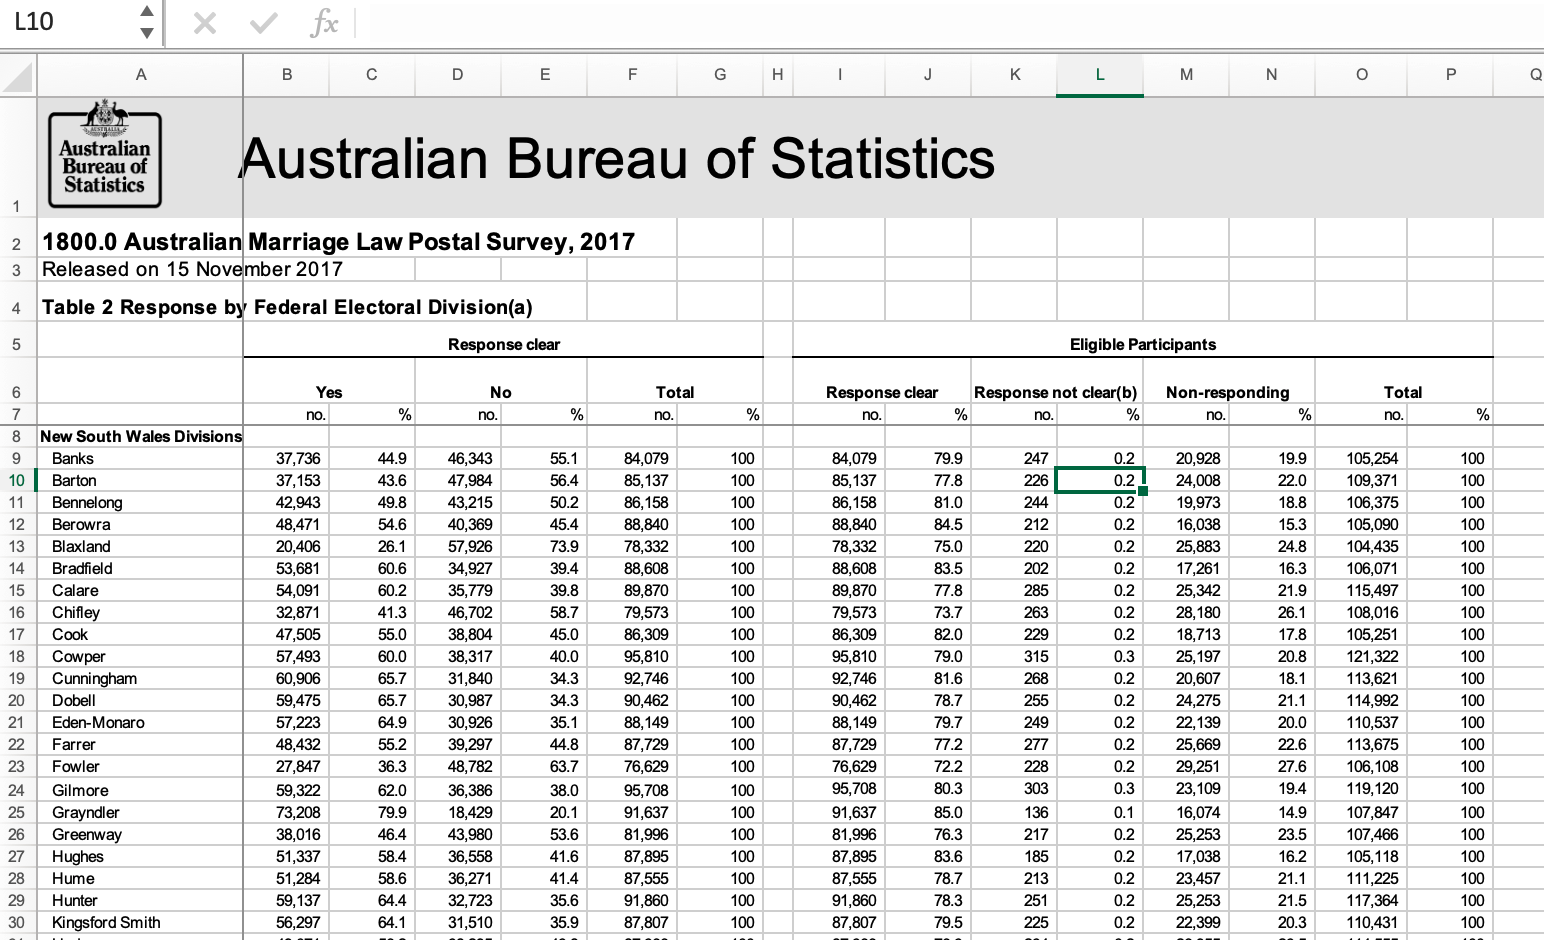 L10 fx
A B C D E F G H I J K L M N O P Q
AUSTRALIA
Australian
Bureau of
Statistics
1 Australian Bureau of Statistics
2 1800.0 Australian Marriage Law Postal Survey, 2017
3 Released on 15 November 2017
4 Table 2 Response by Federal Electoral Division(a)
5 Response clear Eligible Participants
6 Yes No Total Response clear Response not clear(b) Non-responding Total
7 no. % no. % no. % no. % no. % no. % no. %
8 New South Wales Divisions
9 Banks 37,736 44.9 46,343 55.1 84,079 100 84,079 79.9 247 0.2 20,928 19.9 105,254 100
10 Barton 37,153 43.6 47,984 56.4 85,137 100 85,137 77.8 226 0.2 24,008 22.0 109,371 100
11 Bennelong 42,943 49.8 43,215 50.2 86,158 100 86,158 81.0 244 0.2 19,973 18.8 106,375 100
12 Berowra 48,471 54.6 40,369 45.4 88,840 100 88,840 84.5 212 0.2 16,038 15.3 105,090 100
13 Blaxland 20,406 26.1 57,926 73.9 78,332 100 78,332 75.0 220 0.2 25,883 24.8 104,435 100
14 Bradfield 53,681 60.6 34,927 39.4 88,608 100 88,608 83.5 202 0.2 17,261 16.3 106,071 100
15 Calare 54,091 60.2 35,779 39.8 89,870 100 89,870 77.8 285 0.2 25,342 21.9 115,497 100
16 Chifley 32,871 41.3 46,702 58.7 79,573 100 79,573 73.7 263 0.2 28,180 26.1 108,016 100
17 Cook 47,505 55.0 38,804 45.0 86,309 100 86,309 82.0 229 0.2 18,713 17.8 105,251 100
18 Cowper 57,493 60.0 38,317 40.0 95,810 100 95,810 79.0 315 0.3 25,197 20.8 121,322 100
19 Cunningham 60,906 65.7 31,840 34.3 92,746 100 92,746 81.6 268 0.2 20,607 18.1 113,621 100
20 Dobell 59,475 65.7 30,987 34.3 90,462 100 90,462 78.7 255 0.2 24,275 21.1 114,992 100
21 Eden-Monaro 57,223 64.9 30,926 35.1 88,149 100 88,149 79.7 249 0.2 22,139 20.0 110,537 100
22 Farrer 48,432 55.2 39,297 44.8 87,729 100 87,729 77.2 277 0.2 25,669 22.6 113,675 100
23 Fowler 27,847 36.3 48,782 63.7 76,629 100 76,629 72.2 228 0.2 29,251 27.6 106,108 100
24 Gilmore 59,322 62.0 36,386 38.0 95,708 100 95,708 80.3 303 0.3 23,109 19.4 119,120 100
25 Grayndler 73,208 79.9 18,429 20.1 91,637 100 91,637 85.0 136 0.1 16,074 14.9 107,847 100
26 Greenway 38,016 46.4 43,980 53.6 81,996 100 81,996 76.3 217 0.2 25,253 23.5 107,466 100
27 Hughes 51,337 58.4 36,558 41.6 87,895 100 87,895 83.6 185 0.2 17,038 16.2 105,118 100
28 Hume 51,284 58.6 36,271 41.4 87,555 100 87,555 78.7 213 0.2 23,457 21.1 111,225 100
29 Hunter 59,137 64.4 32,723 35.6 91,860 100 91,860 78.3 251 0.2 25,253 21.5 117,364 100
30 Kingsford Smith 56,297 64.1 31,510 35.9 87,807 100 87,807 79.5 225 0.2 22,399 20.3 110,431 100